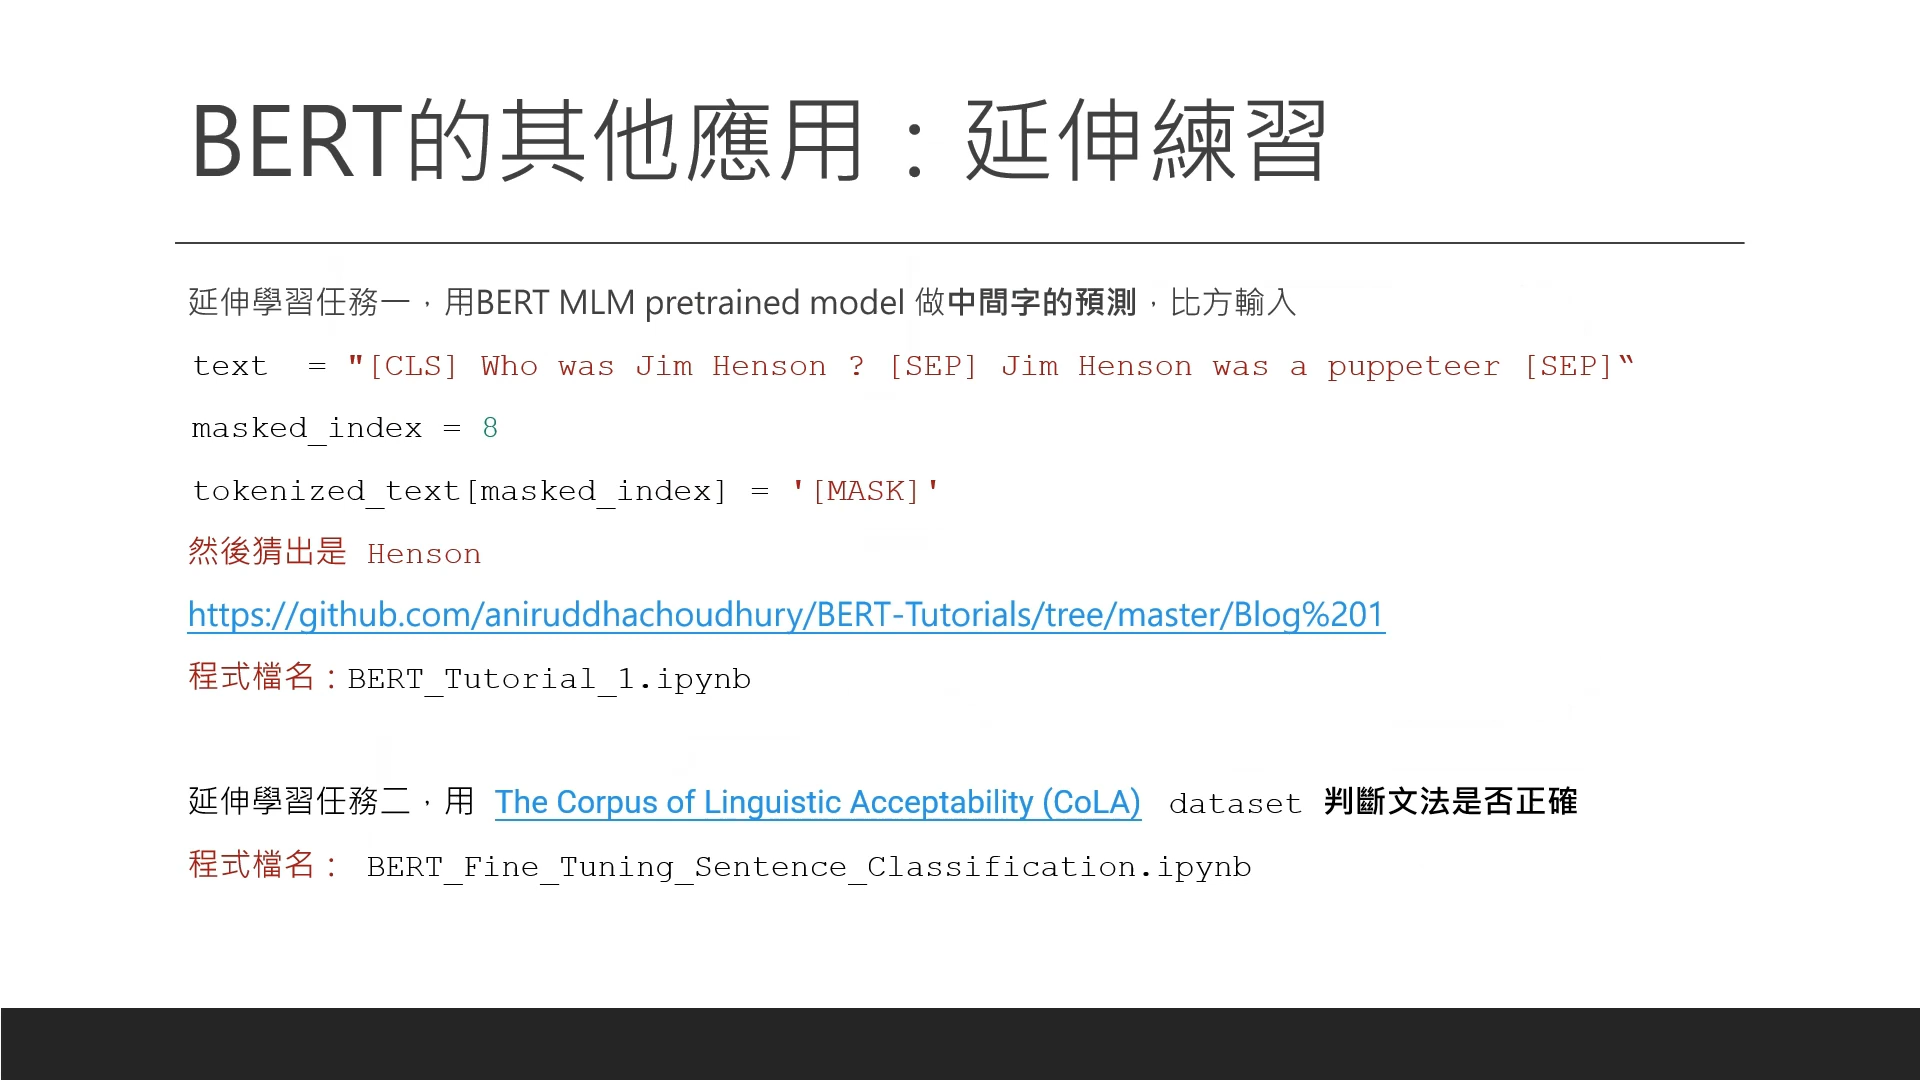 BERT的其他應用：延伸練習
延伸學習任務一，用BERT MLM pretrained model 做中間字的預測，比方輸入
text  = "[CLS] Who was Jim Henson ? [SEP] Jim Henson was a puppeteer [SEP]“
masked_index = 8
tokenized_text[masked_index] = '[MASK]'
然後猜出是 Henson
https://github.com/aniruddhachoudhury/BERT-Tutorials/tree/master/Blog%201
程式檔名：BERT_Tutorial_1.ipynb
延伸學習任務二，用 The Corpus of Linguistic Acceptability (CoLA) dataset 判斷文法是否正確
程式檔名： BERT_Fine_Tuning_Sentence_Classification.ipynb